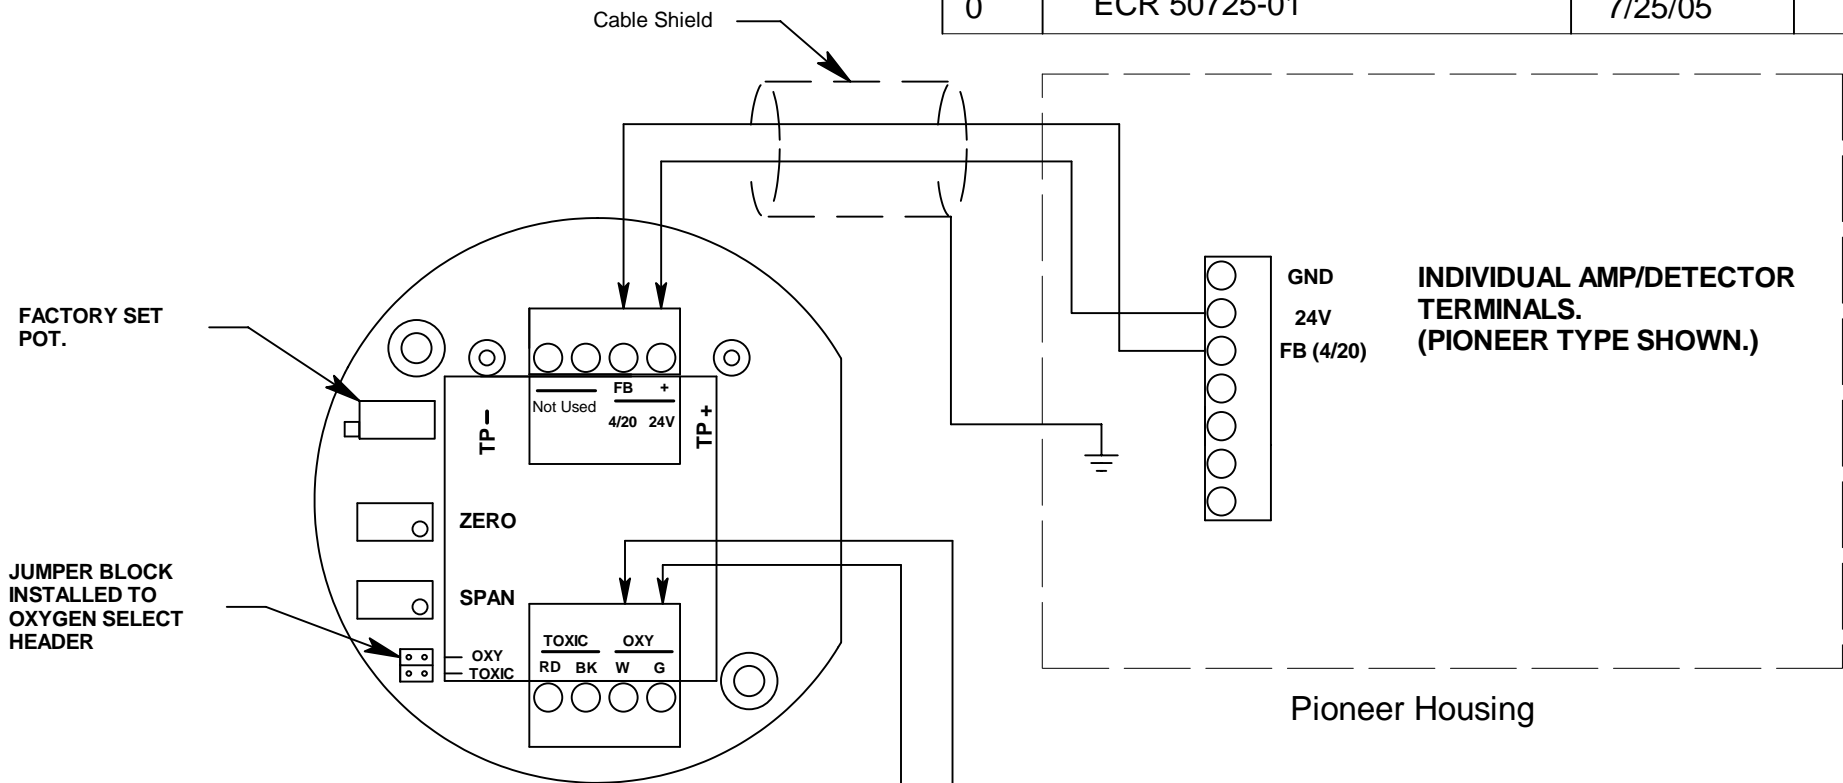 0 ECR 50725-01 7/25/05
Cable Shield
FACTORY SET
POT.
GND
24V
FB (4/20)
INDIVIDUAL AMP/DETECTOR
TERMINALS.
(PIONEER TYPE SHOWN.)
Not Used
FB +
4/20 24V
TP -
TP +
ZERO
SPAN
JUMPER BLOCK
INSTALLED TO
OXYGEN SELECT
HEADER
OXY
TOXIC
TOXIC OXY
RD BK W G
Pioneer Housing